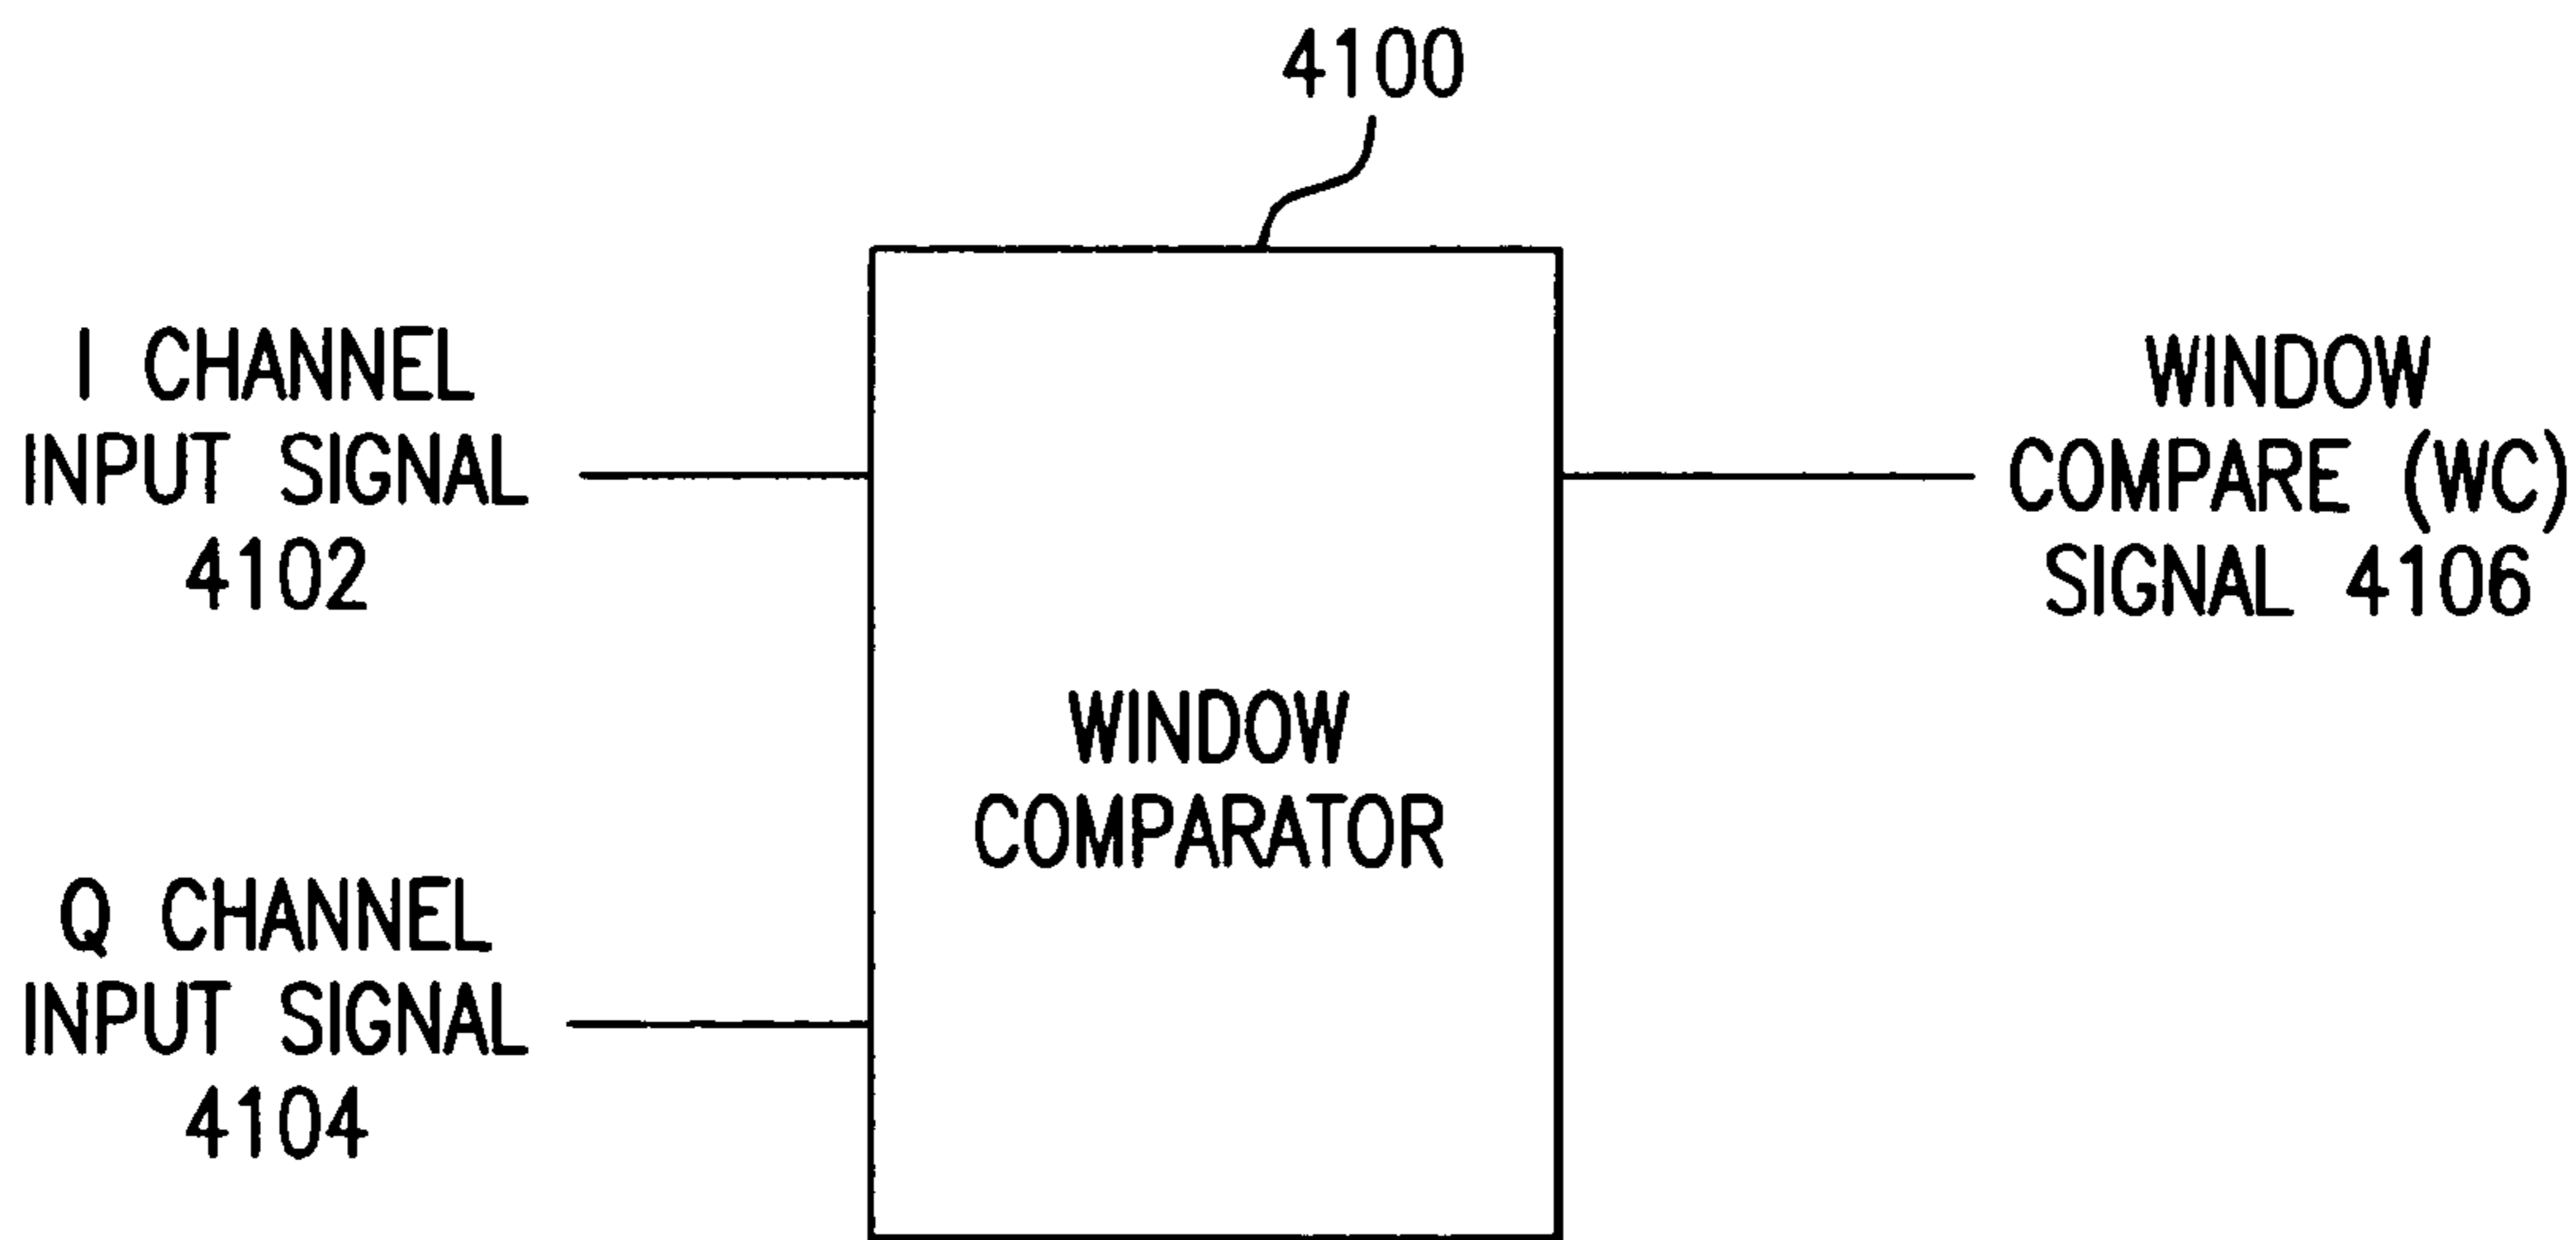 4100
I CHANNEL
INPUT SIGNAL
4102
WINDOW
COMPARE (WC)
SIGNAL 4106
WINDOW
COMPARATOR
Q CHANNEL
INPUT SIGNAL
4104